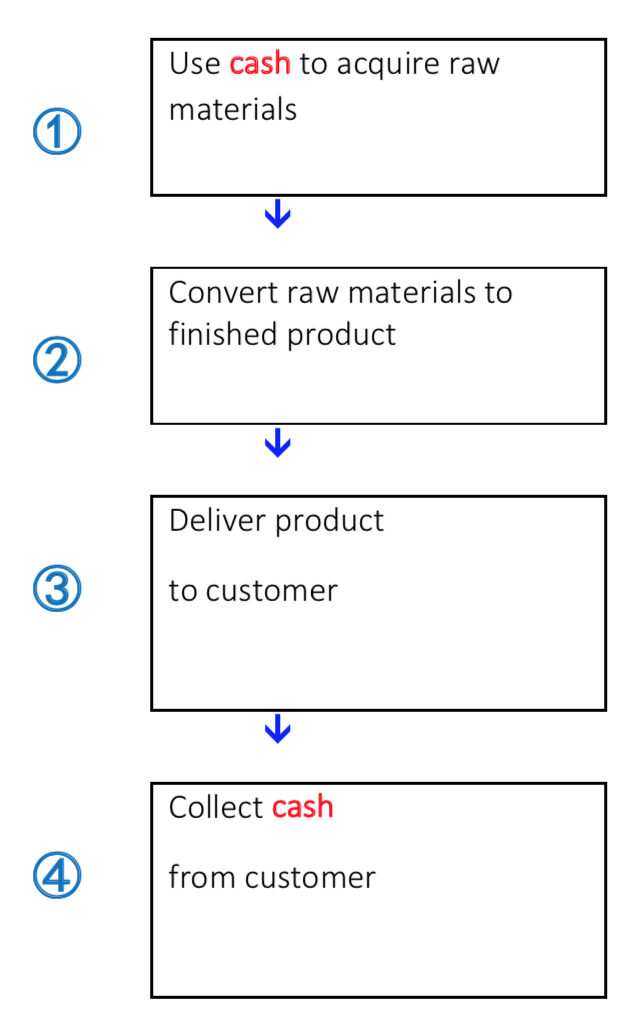 ①
Use cash to acquire raw
materials
②
Convert raw materials to
finished product
③
Deliver product
to customer
④
Collect cash
from customer